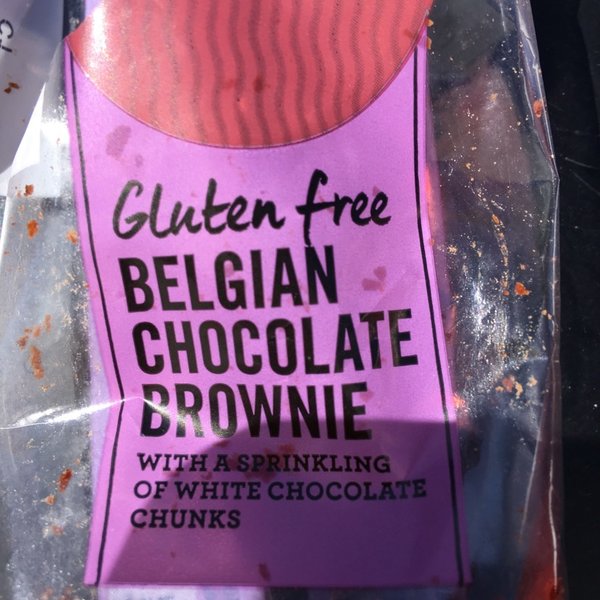 Gluten free
BELGIAN
CHOCOLATE
BROWNIE
WITH A SPRINKLING
OF WHITE CHOCOLATE
CHUNKS